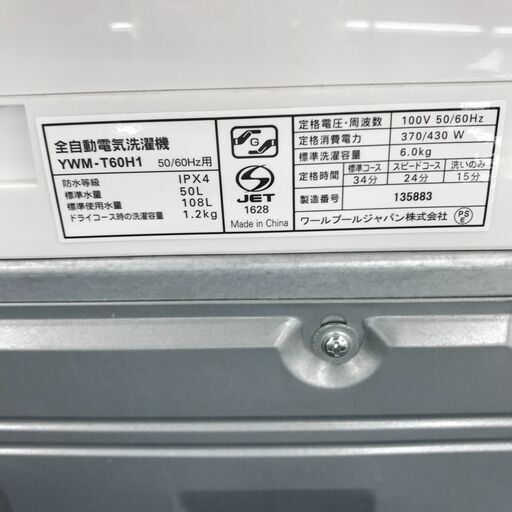 全自動電気洗濯機
YWM-T60H1 50/60Hz用
防水等級 IPX4
標準水量 50L
標準使用水量 108L
ドライコース時の洗濯容量 1.2kg
G
S
JET
1628
Made in China
定格電圧・周波数 100V 50/60Hz
定格消費電力 370/430 W
定格容量 6.0kg
定格時間 標準コース スピードコース 洗いのみ
34分 24分 15分
製造番号 135883
ワールプールジャパン株式会社
PS
E